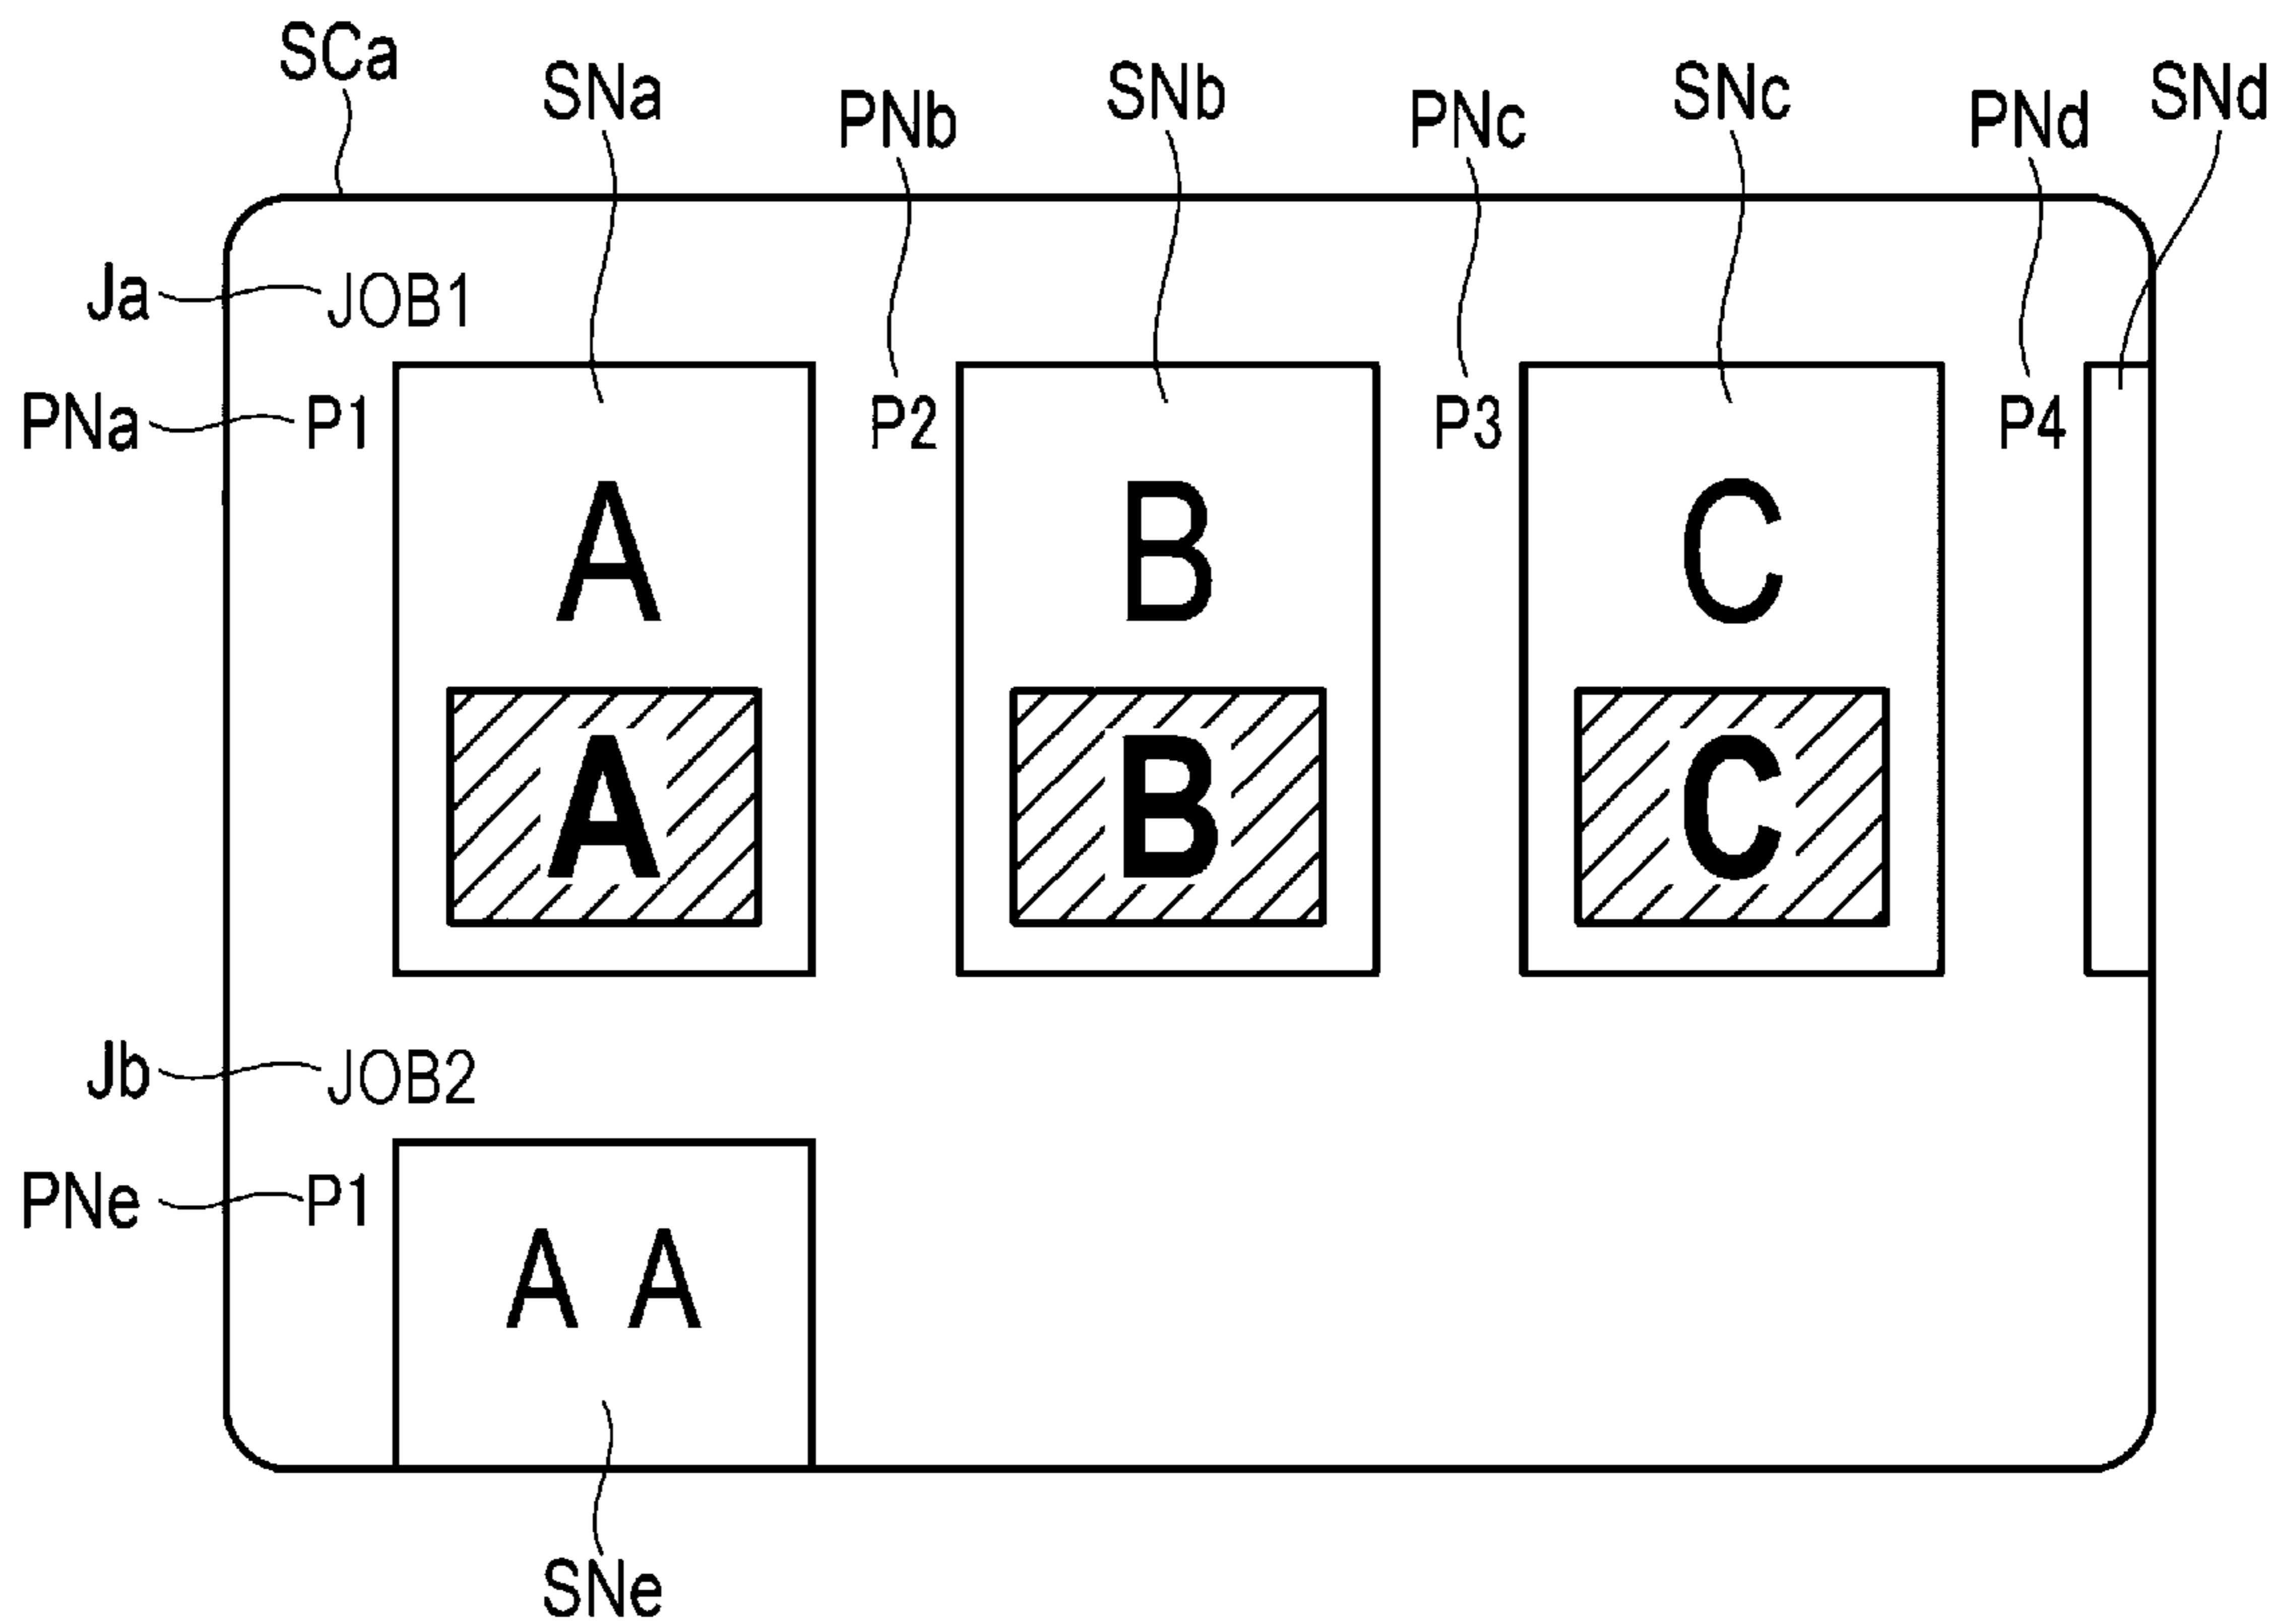 SCa
SNa
SNb
SNc
SNd
PNb
PNc
PNd
Ja
JOB1
PNa
P1
P2
P3
P4
A
B
C
A
B
C
Jb
JOB2
PNe
P1
A A
SNe